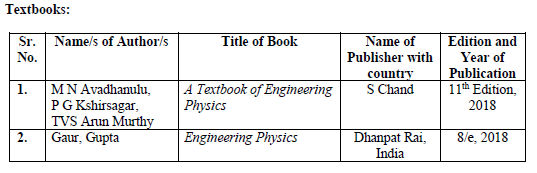 Textbooks:
Sr. No. Name/s of Author/s Title of Book Name of Publisher with country Edition and Year of Publication
1. M N Avadhanulu, P G Kshirsagar, TVS Arun Murthy A Textbook of Engineering Physics S Chand 11th Edition, 2018
2. Gaur, Gupta Engineering Physics Dhanpat Rai, India 8/e, 2018